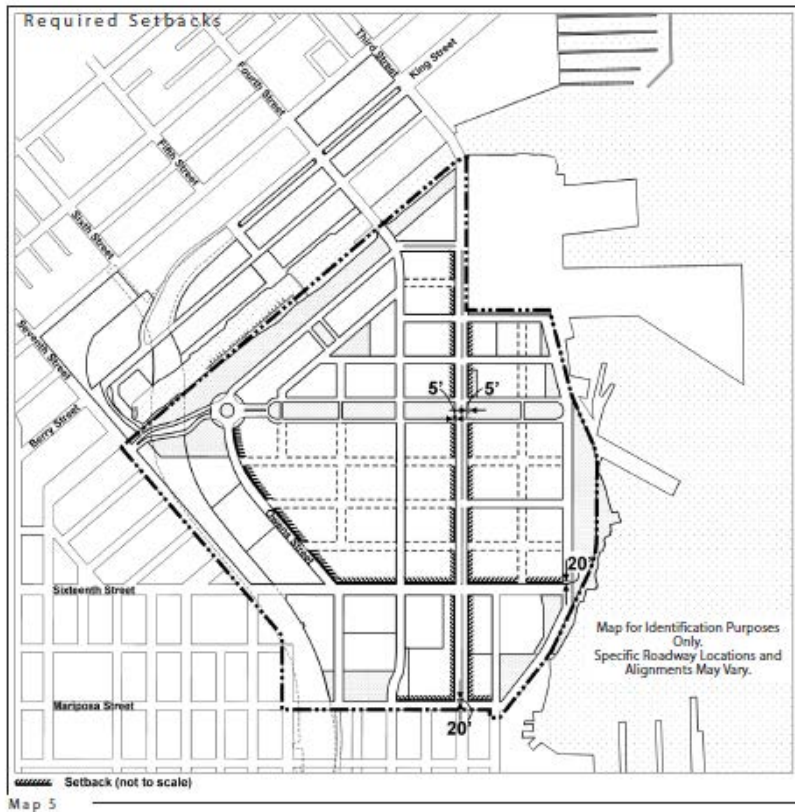 Required Setbacks
Third Street
King Street
Fourth Street
Fifth Street
Sixth Street
Seventh Street
Berry Street
5'
5'
Owens Street
20'
Sixteenth Street
Map for Identification Purposes
Only.
Specific Roadway Locations and
Alignments May Vary.
Mariposa Street
20'
Setback (not to scale)
Map 5